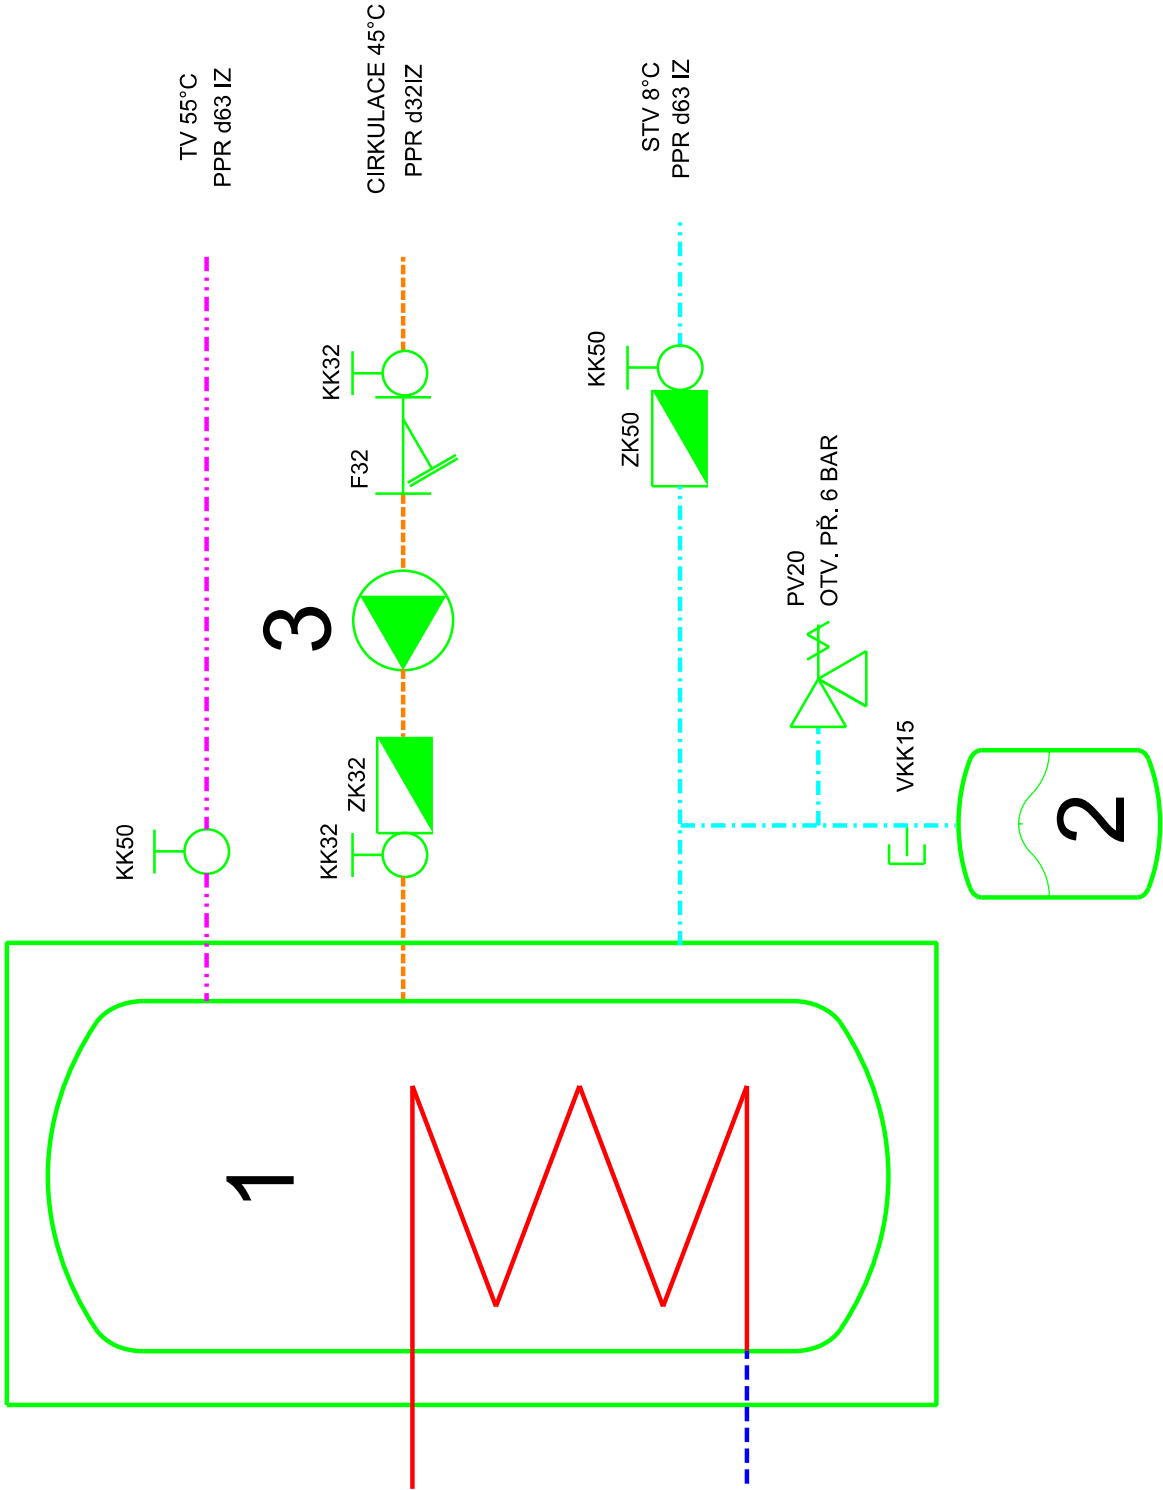 TV 55°C
PPR d63 IZ
CIRKULACE 45°C
PPR d32IZ
STV 8°C
PPR d63 IZ
KK50
KK32
F32
3
ZK32
KK32
KK50
ZK50
PV20
OTV. PŘ. 6 BAR
VKK15
2
1